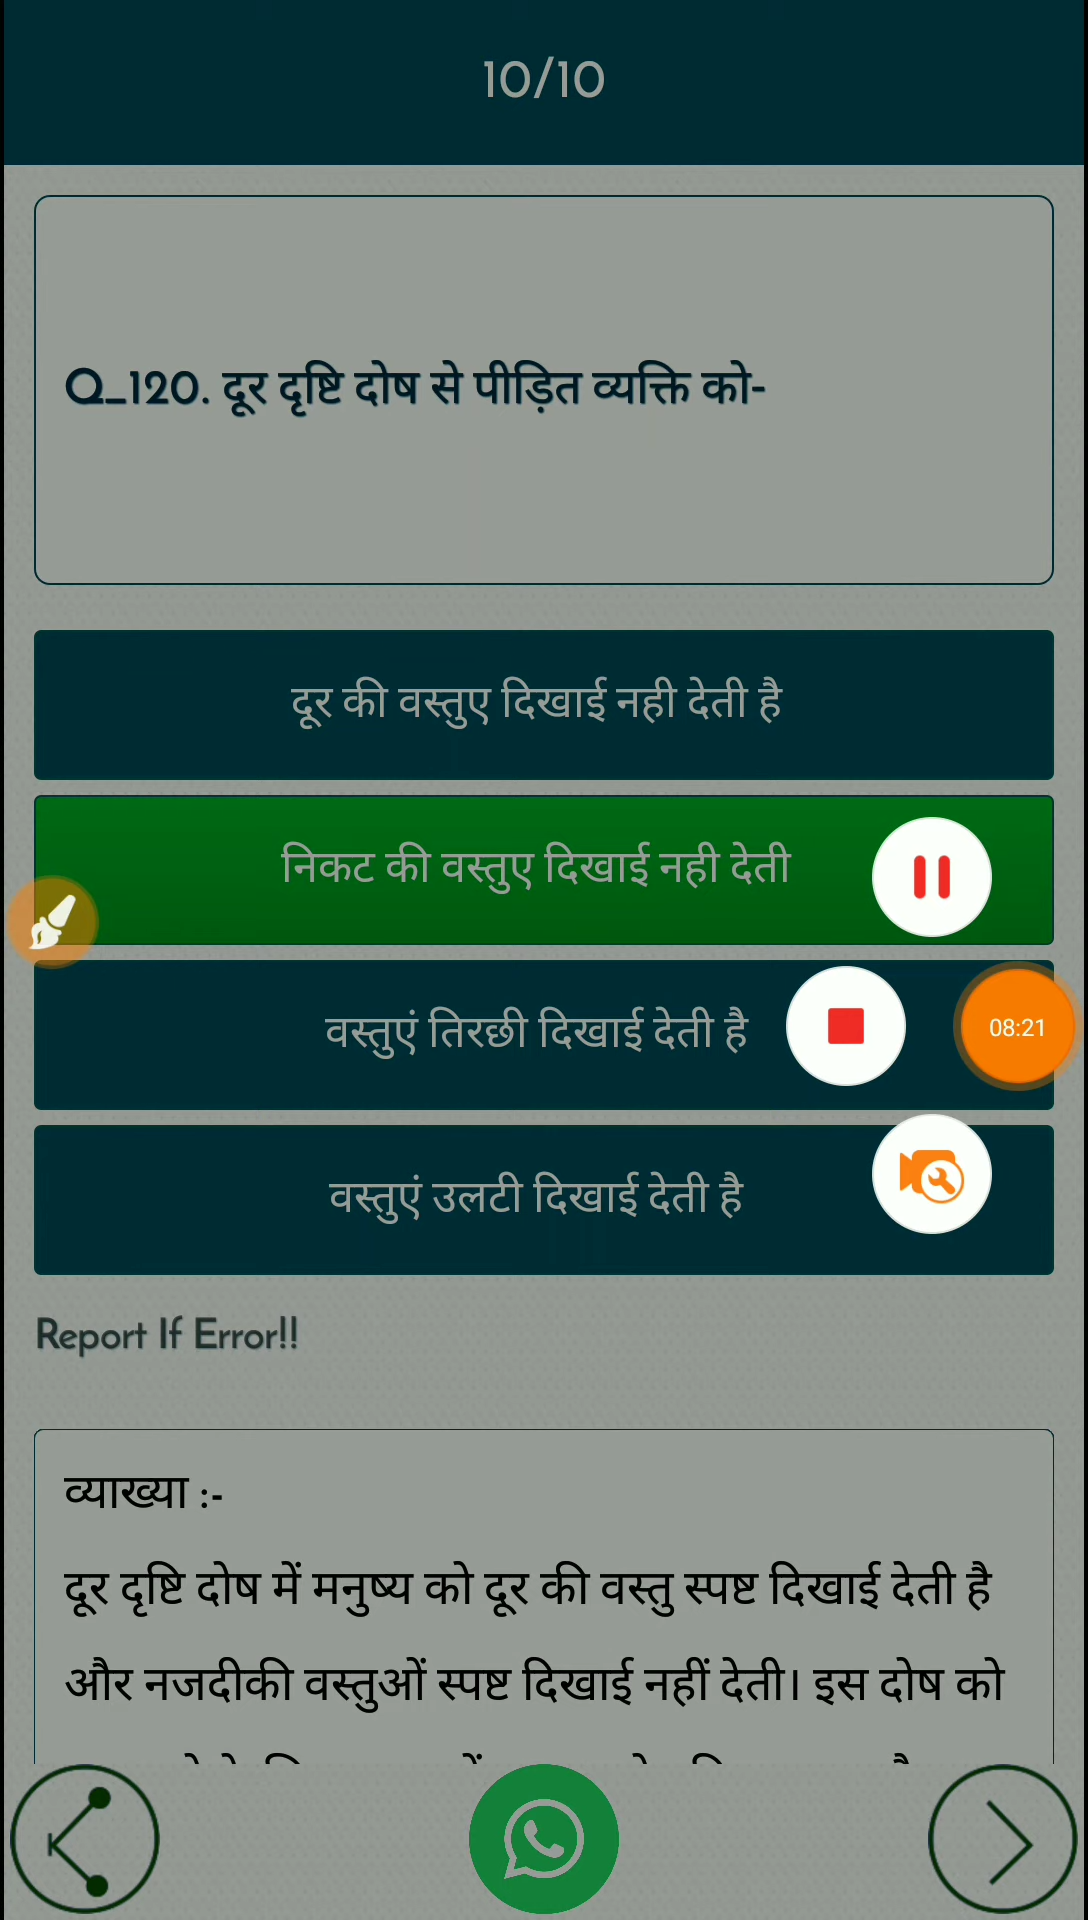 10/10
Q_120. दूर दृष्टि दोष से पीड़ित व्यक्ति को-
दूर की वस्तुए दिखाई नही देती है
निकट की वस्तुए दिखाई नही देती
वस्तुएं तिरछी दिखाई देती है
08:21
वस्तुएं उलटी दिखाई देती है
Report If Error!!
व्याख्या :-
दूर दृष्टि दोष में मनुष्य को दूर की वस्तु स्पष्ट दिखाई देती है
और नजदीकी वस्तुओं स्पष्ट दिखाई नहीं देती। इस दोष को